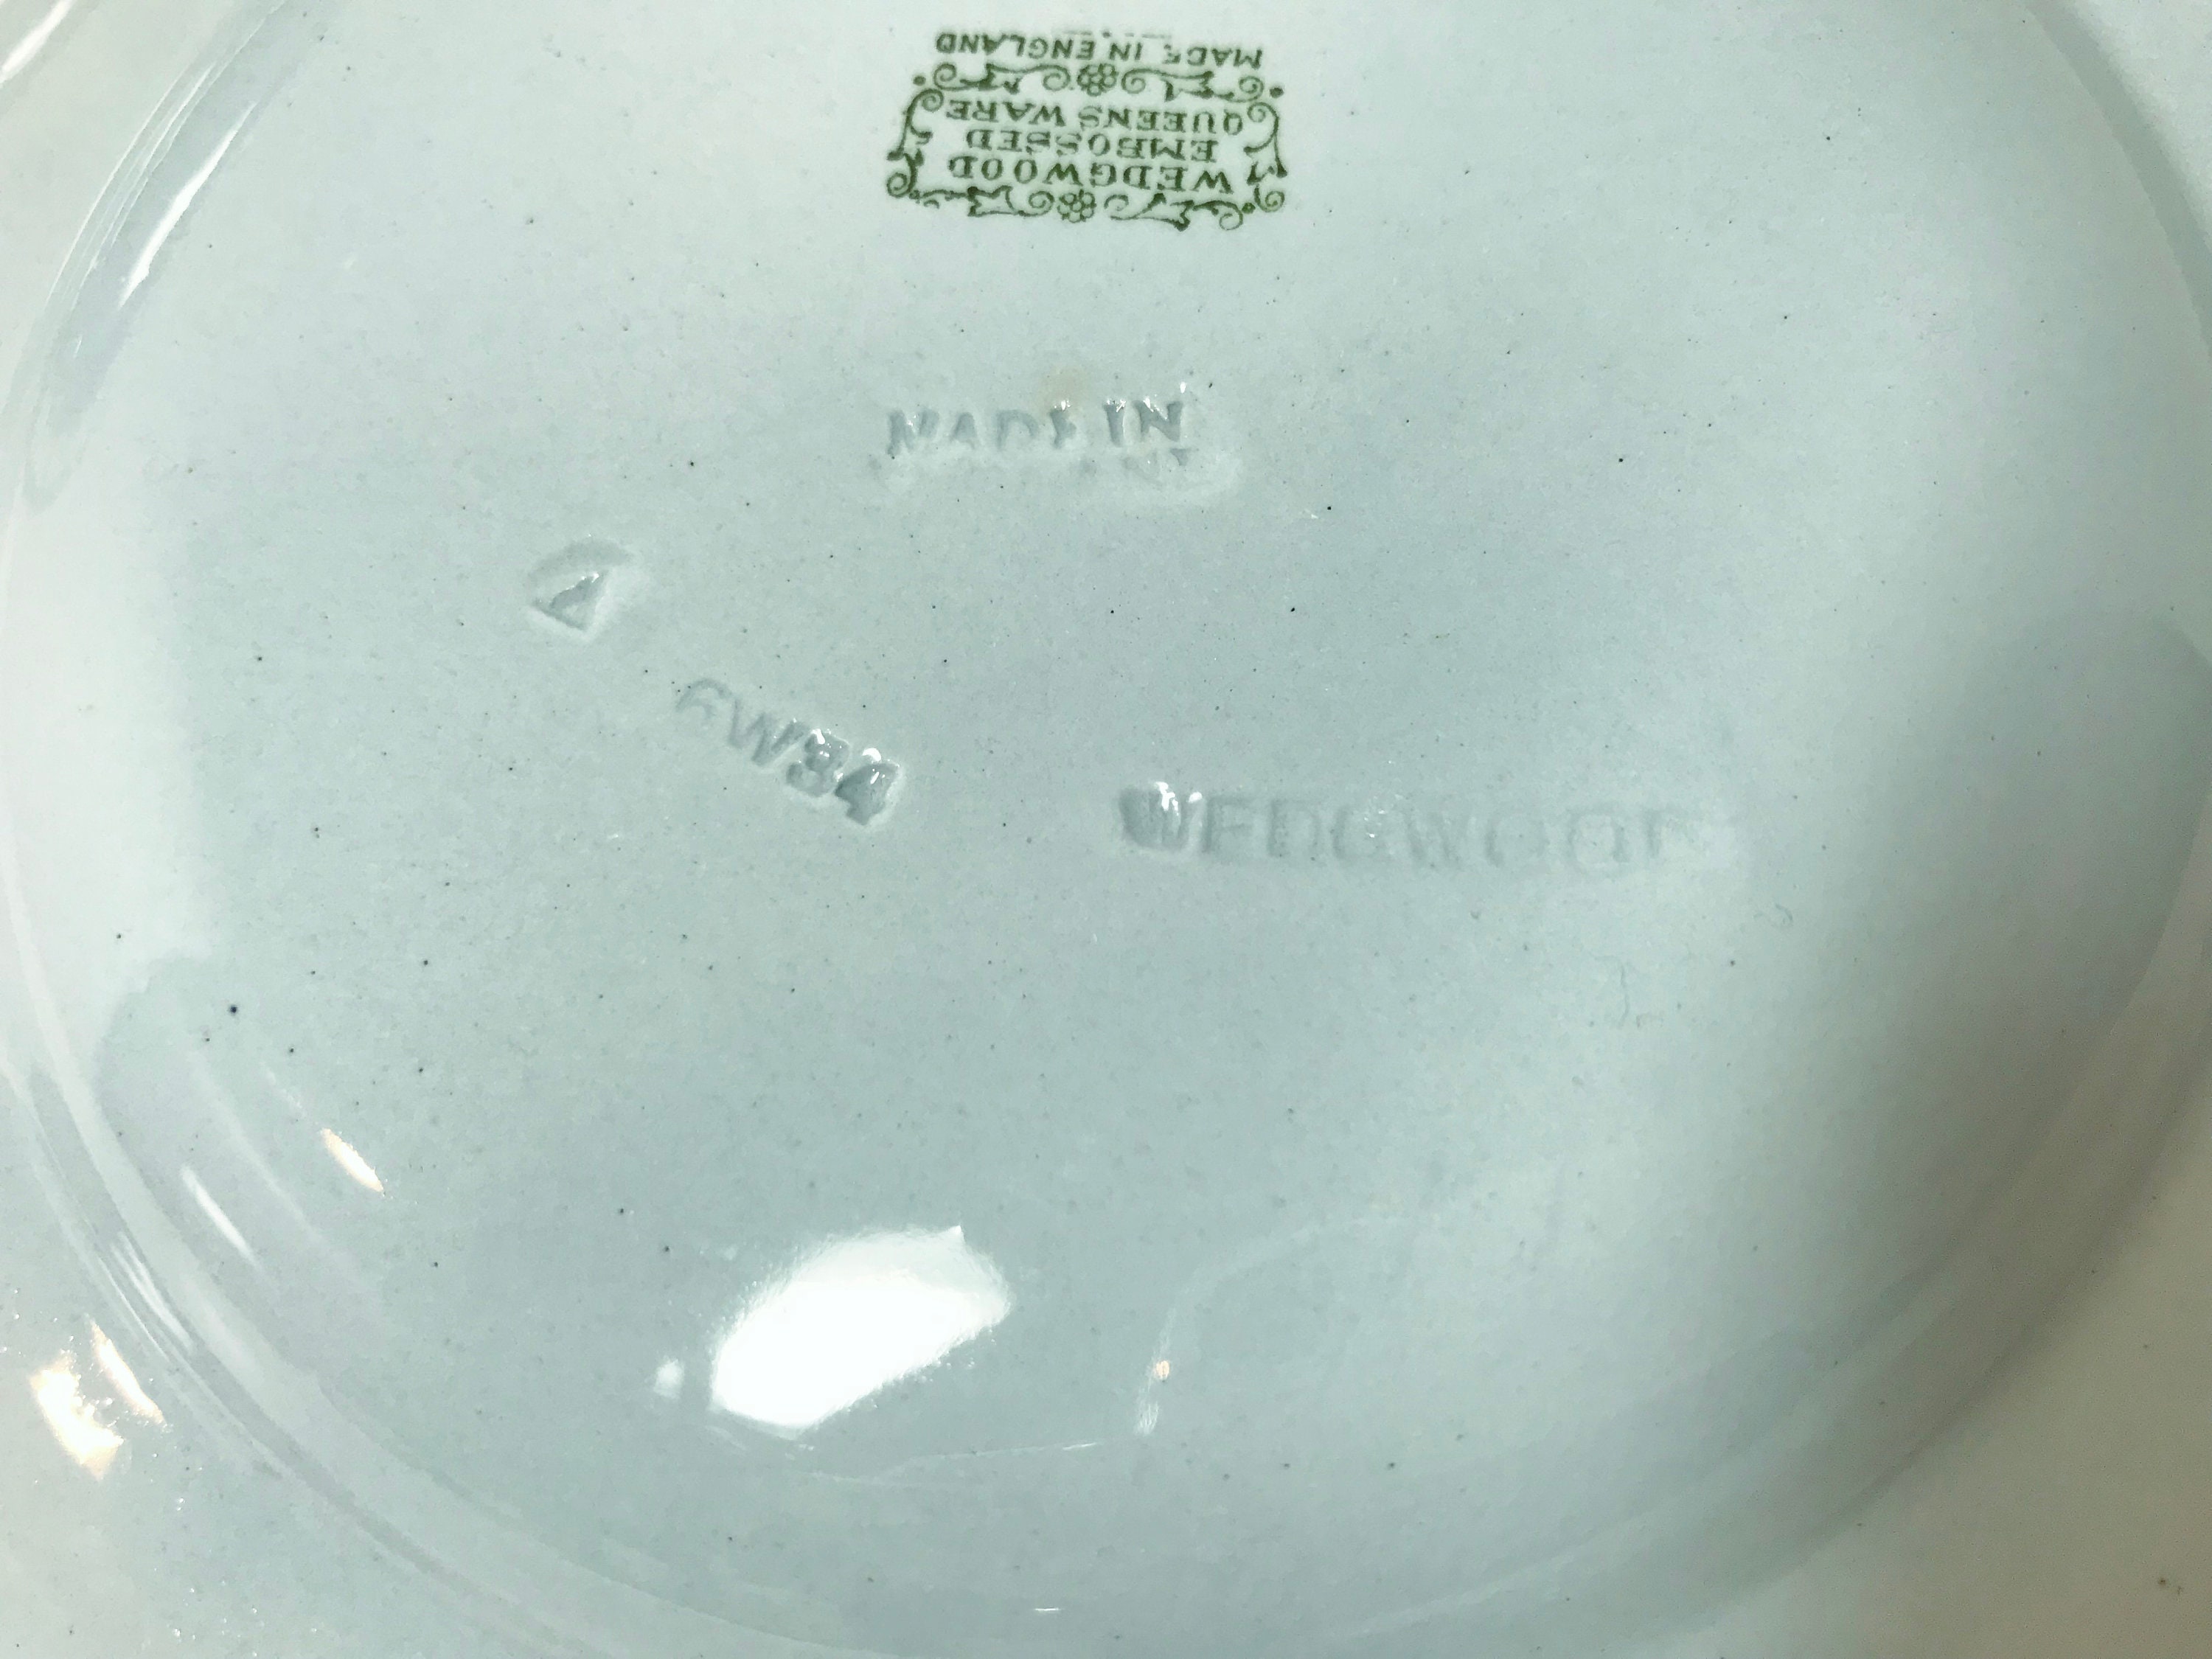 WEDGWOOD
EMBOSSED
QUEENS WARE
MADE IN ENGLAND
MADE IN
WEDGWOOD